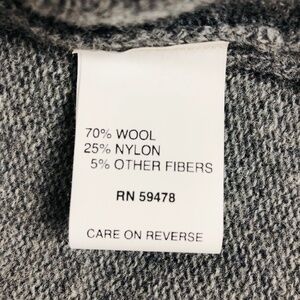 70% WOOL
25% NYLON
5% OTHER FIBERS
RN 59478
CARE ON REVERSE